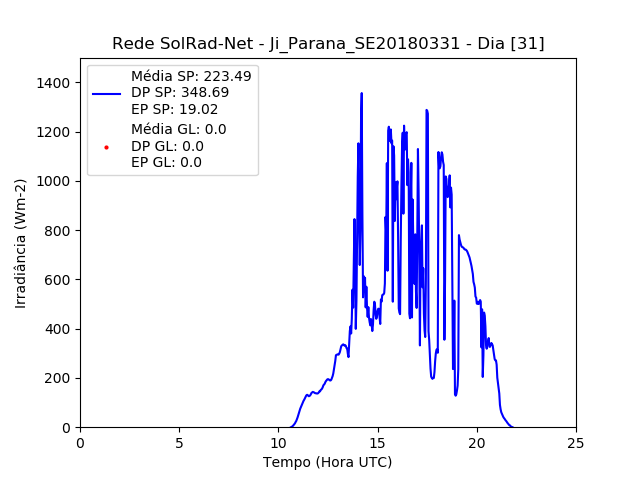 Rede SolRad-Net - Ji_Parana_SE20180331 - Dia [31]
Média SP: 223.49
DP SP: 348.69
EP SP: 19.02
Média GL: 0.0
DP GL: 0.0
EP GL: 0.0
Irradiância (Wm-2)
1400
1200
1000
800
600
400
200
0
0 5 10 15 20 25
Tempo (Hora UTC)